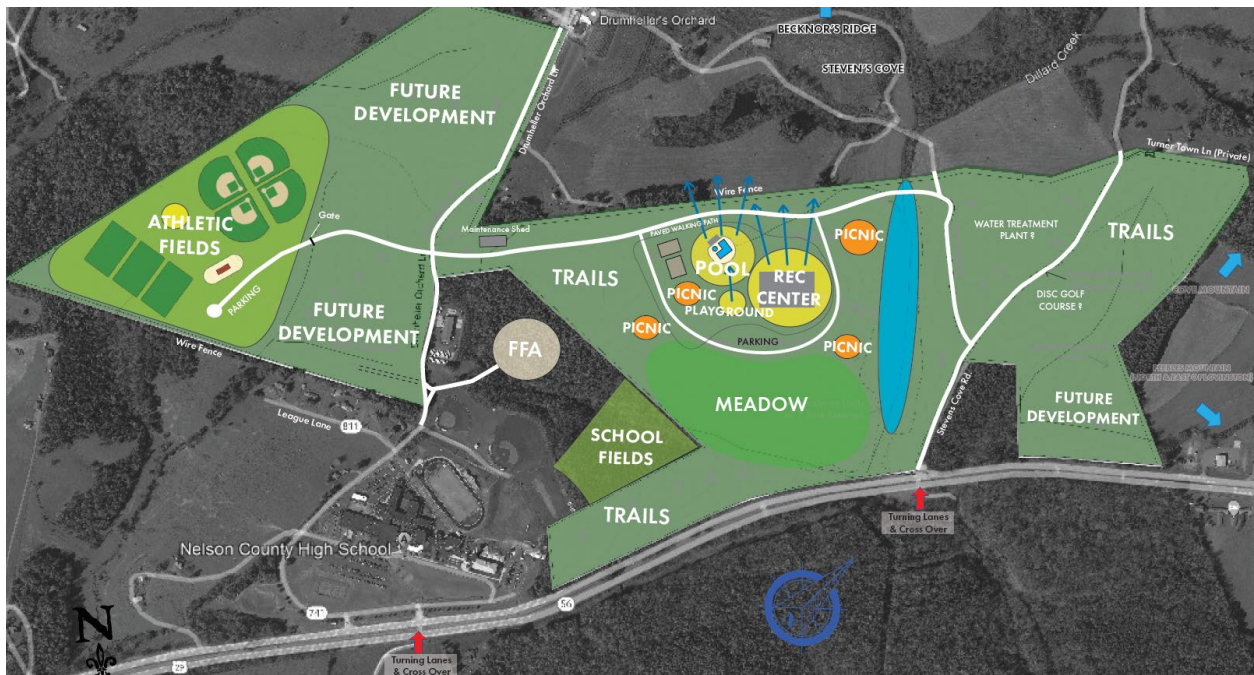 Drumheller's Orchard
BECKNOR'S RIDGE
STEVEN'S COVE
Dillard Creek
FUTURE
DEVELOPMENT
Drumheller Orchard Ln
Turner Town Ln (Private)
Wire Fence
ATHLETIC
FIELDS
Gate
Maintenance Shed
PAVED WALKING PATH
PICNIC
WATER TREATMENT
PLANT ?
TRAILS
TRAILS
POOL
REC
CENTER
PICNIC
PLAYGROUND
DISC GOLF
COURSE ?
PARKING
FUTURE
DEVELOPMENT
PICNIC
PARKING
PICNIC
Wire Fence
FFA
MEADOW
Stevens Cove Rd.
FUTURE
DEVELOPMENT
League Lane
811
SCHOOL
FIELDS
TRAILS
Turning Lanes
& Cross Over
Nelson County High School
56
741
N
29
Turning Lanes
& Cross Over